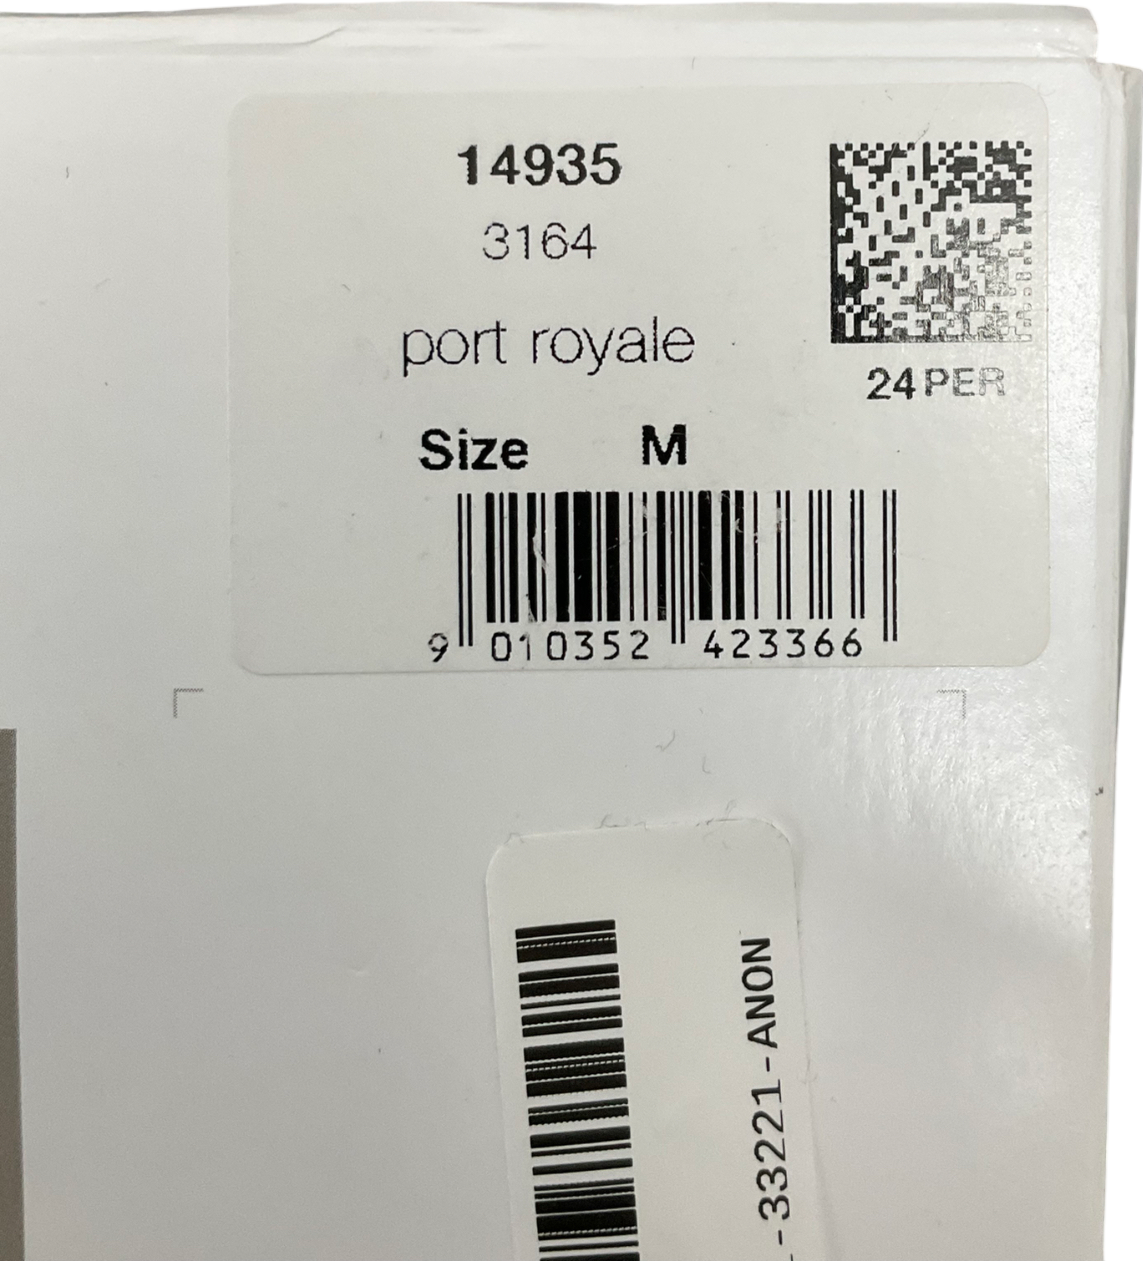 14935
3164
port royale
24PER
Size M
9 010352 423366
-33221-ANON